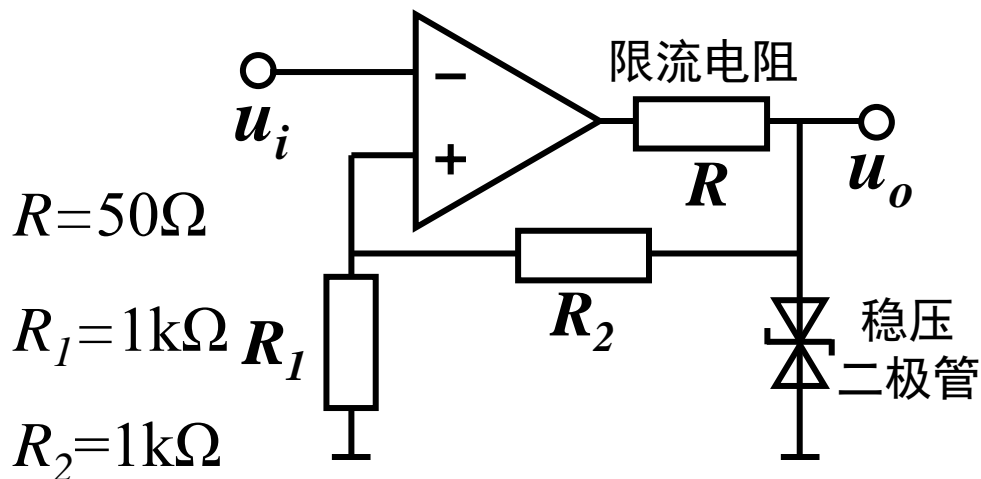 限流电阻
−
u_i
+
R
u_o
R=50Ω
R_2
R_1=1kΩ
R_1
稳压
二极管
R_2=1kΩ